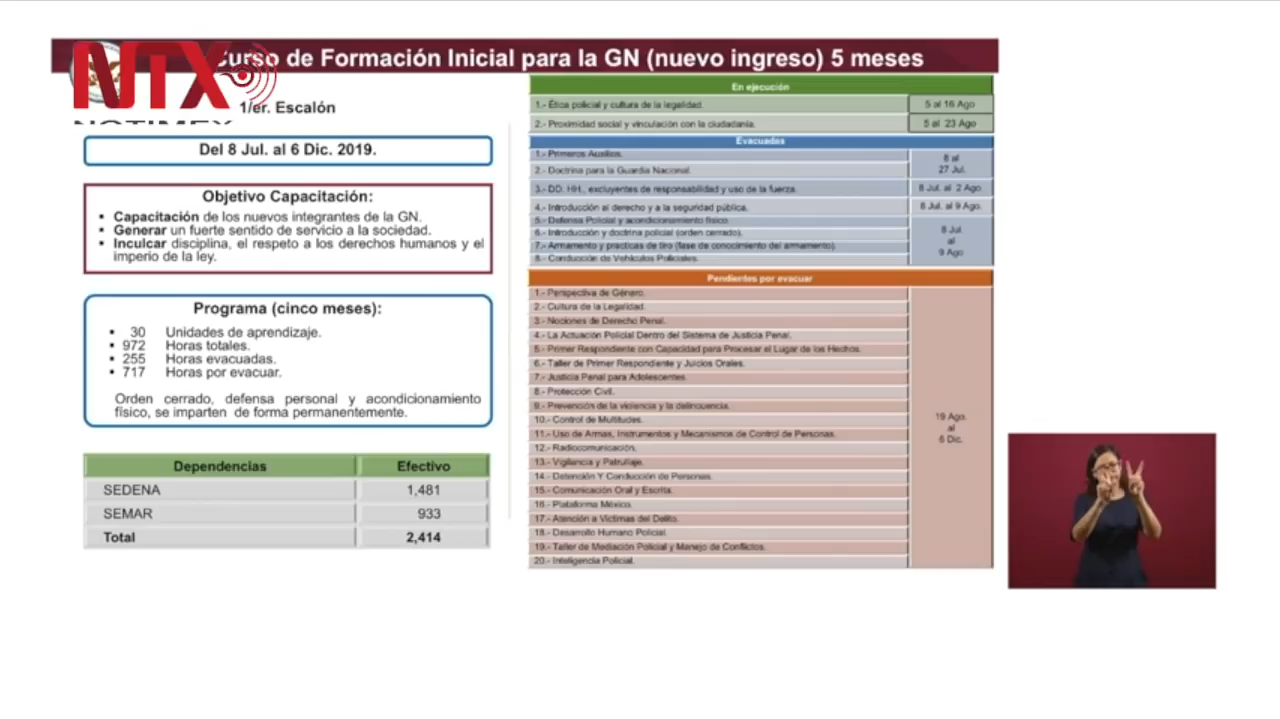 NTX
NOTIMEX
Curso de Formación Inicial para la GN (nuevo ingreso) 5 meses
1/er. Escalón
Del 8 Jul. al 6 Dic. 2019.
Objetivo Capacitación:
▪ Capacitación de los nuevos integrantes de la GN.
▪ Generar un fuerte sentido de servicio a la sociedad.
▪ Inculcar disciplina, el respeto a los derechos humanos y el
imperio de la ley.
Programa (cinco meses):
▪ 30 Unidades de aprendizaje.
▪ 972 Horas totales.
▪ 255 Horas evacuadas.
▪ 717 Horas por evacuar.
Orden cerrado, defensa personal y acondicionamiento
físico, se imparten de forma permanentemente.
Dependencias Efectivo
SEDENA 1,481
SEMAR 933
Total 2,414
En ejecución
1.- Ética policial y cultura de la legalidad. 5 al 16 Ago
2.- Proximidad social y vinculación con la ciudadanía. 5 al 23 Ago
Evacuadas
1.- Primeros Auxilios.
2.- Doctrina para la Guardia Nacional.
8 al
27 Jul.
3.- DD. HH., excluyentes de responsabilidad y uso de la fuerza. 8 Jul. al 2 Ago
4.- Introducción al derecho y a la seguridad pública. 8 Jul. al 9 Ago.
5.- Defensa Policial y acondicionamiento físico.
6.- Introducción y doctrina policial (orden cerrado).
7.- Armamento y practicas de tiro (fase de conocimiento del armamento).
8.- Conducción de Vehículos Policiales.
8 Jul.
al
9 Ago
Pendientes por evacuar
1.- Perspectiva de Género.
2.- Cultura de la Legalidad.
3.- Nociones de Derecho Penal.
4.- La Actuación Policial Dentro del Sistema de Justicia Penal.
5.- Primer Respondiente con Capacidad para Procesar el Lugar de los Hechos.
6.- Taller de Primer Respondiente y Juicios Orales.
7.- Justicia Penal para Adolescentes.
8.- Protección Civil.
9.- Prevención de la violencia y la delincuencia.
10.- Control de Multitudes.
11.- Uso de Armas, Instrumentos y Mecanismos de Control de Personas.
12.- Radiocomunicación.
13.- Vigilancia y Patrullaje.
14.- Detención Y Conducción de Personas.
15.- Comunicación Oral y Escrita.
16.- Plataforma México.
17.- Atención a Victimas del Delito.
18.- Desarrollo Humano Policial.
19.- Taller de Mediación Policial y Manejo de Conflictos.
20.- Inteligencia Policial.
19 Ago.
al
6 Dic.